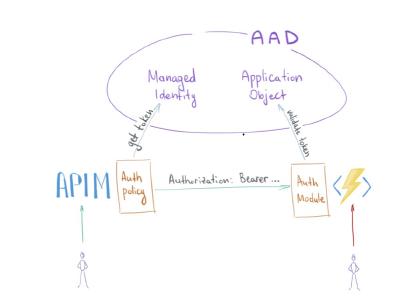 AAD
Managed
Identity
Application
Object
get token
validate token
APIM
Auth
policy
Authorization: Bearer...
Auth
Module